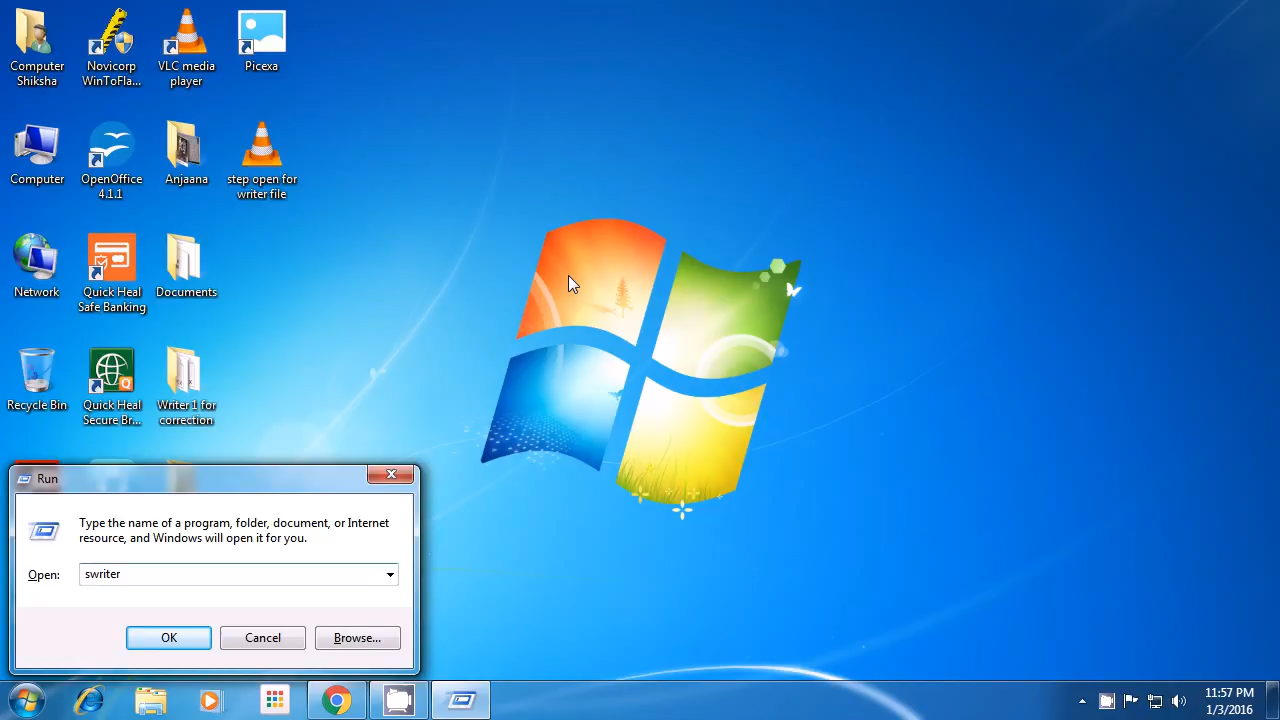 Computer
Shiksha
Novicorp
WinToFla...
VLC media
player
Picexa
Computer
OpenOffice
4.1.1
Anjaana
step open for
writer file
Network
Quick Heal
Safe Banking
Documents
Recycle Bin
Quick Heal
Secure Br...
Writer 1 for
correction
Run
Type the name of a program, folder, document, or Internet
resource, and Windows will open it for you.
Open:
swriter
OK
Cancel
Browse...
11:57 PM
1/3/2016